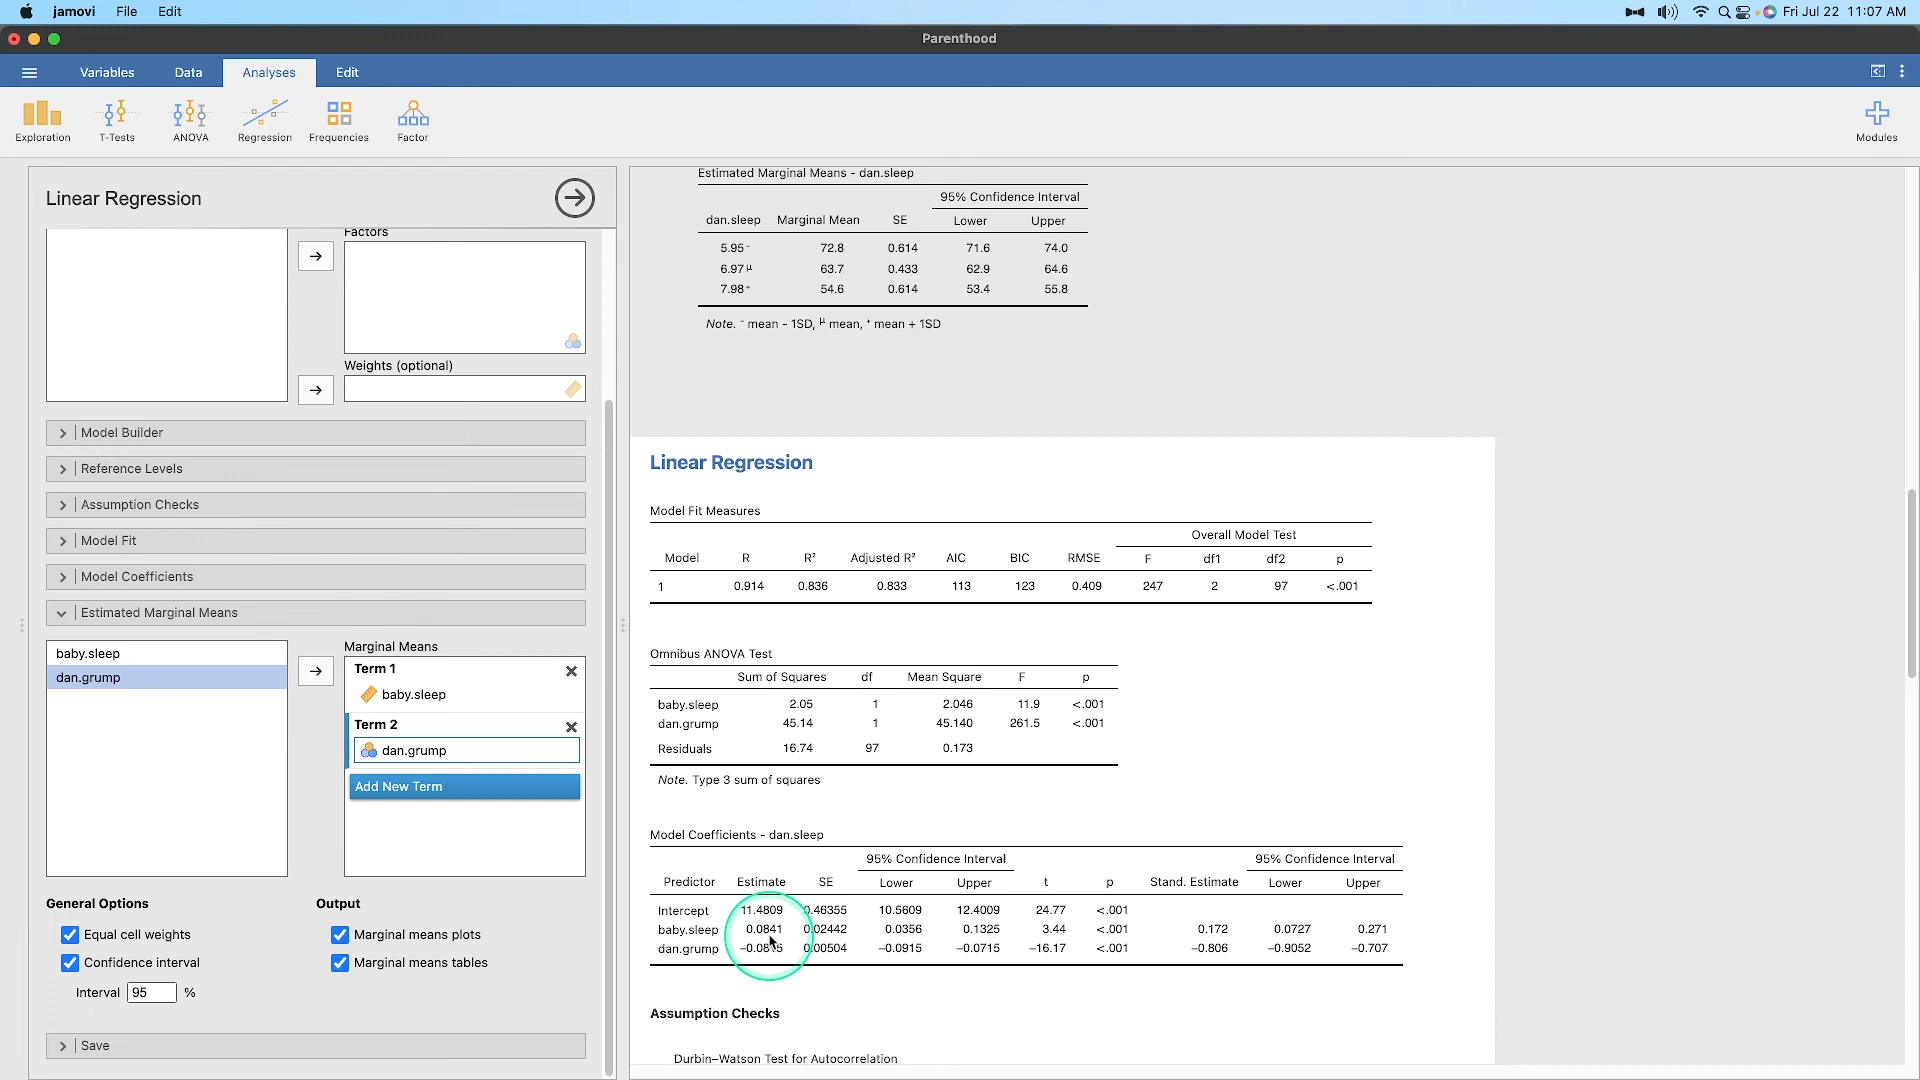 jamovi File Edit Fri Jul 22 11:07 AM
Parenthood
Variables Data Analyses Edit
Exploration T-Tests ANOVA Regression Frequencies Factor Modules
Linear Regression
Factors
Weights (optional)
Model Builder
Reference Levels
Assumption Checks
Model Fit
Model Coefficients
Estimated Marginal Means
baby.sleep
dan.grump
Marginal Means
Term 1
baby.sleep
Term 2
dan.grump
Add New Term
General Options
Equal cell weights
Confidence interval
Interval 95 %
Output
Marginal means plots
Marginal means tables
Save
Estimated Marginal Means - dan.sleep
95% Confidence Interval
dan.sleep Marginal Mean SE Lower Upper
5.95⁻ 72.8 0.614 71.6 74.0
6.97 μ 63.7 0.433 62.9 64.6
7.98⁺ 54.6 0.614 53.4 55.8
Note. ⁻ mean - 1SD, μ mean, ⁺ mean + 1SD
Linear Regression
Model Fit Measures
Overall Model Test
Model R R² Adjusted R² AIC BIC RMSE F df1 df2 p
1 0.914 0.836 0.833 113 123 0.409 247 2 97 <.001
Omnibus ANOVA Test
Sum of Squares df Mean Square F p
baby.sleep 2.05 1 2.046 11.9 <.001
dan.grump 45.14 1 45.140 261.5 <.001
Residuals 16.74 97 0.173
Note. Type 3 sum of squares
Model Coefficients - dan.sleep
95% Confidence Interval 95% Confidence Interval
Predictor Estimate SE Lower Upper t p Stand. Estimate Lower Upper
Intercept 11.4809 0.46355 10.5609 12.4009 24.77 <.001
baby.sleep 0.0841 0.02442 0.0356 0.1325 3.44 <.001 0.172 0.0727 0.271
dan.grump −0.0815 0.00504 −0.0915 −0.0715 −16.17 <.001 −0.806 −0.9052 −0.707
Assumption Checks
Durbin–Watson Test for Autocorrelation